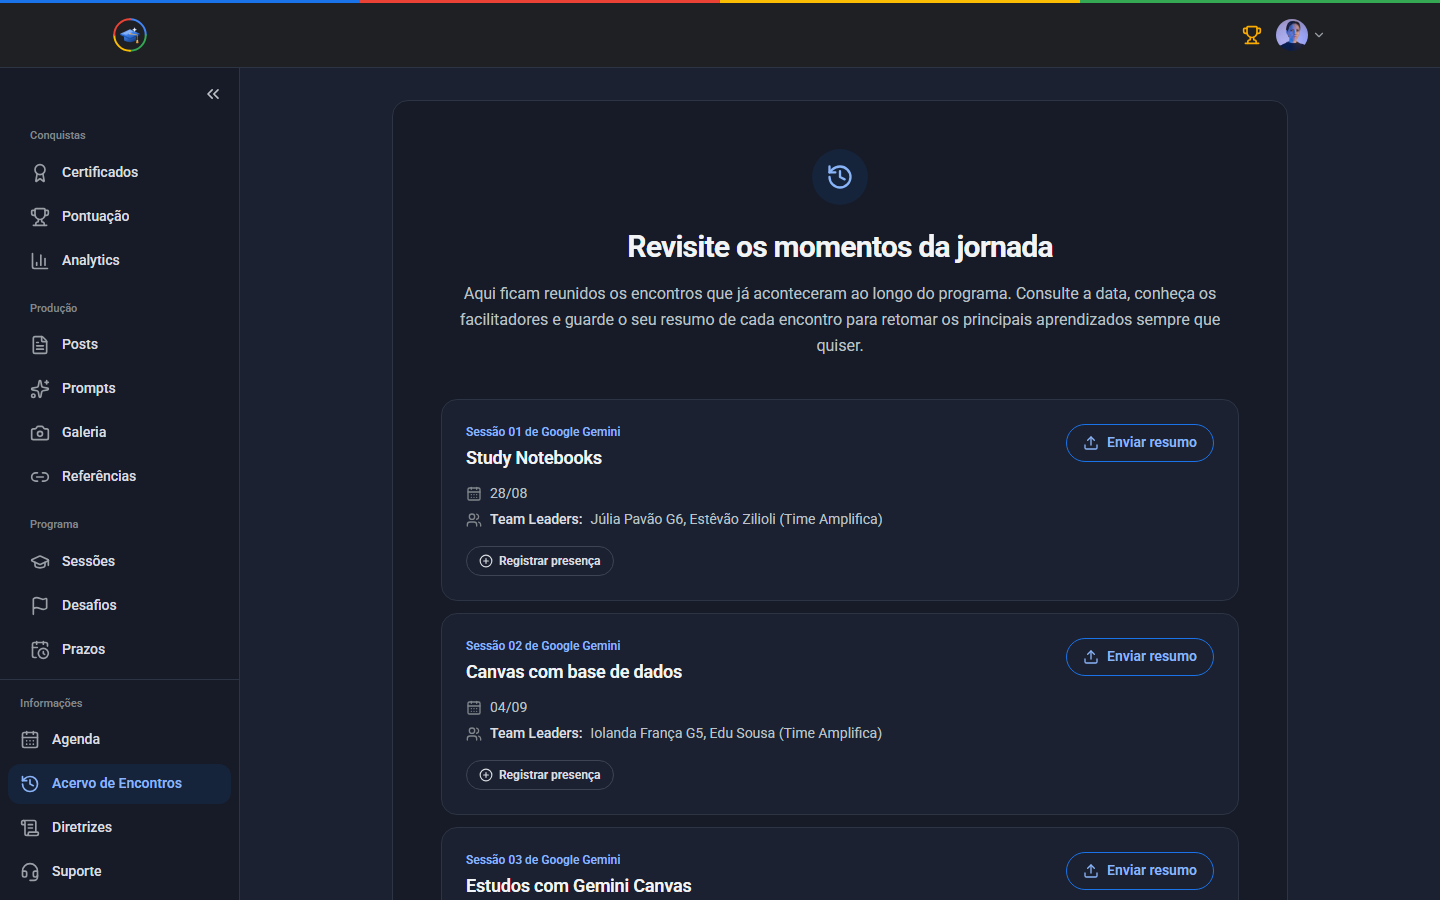 Conquistas
Certificados
Pontuação
Analytics
Produção
Posts
Prompts
Galeria
Referências
Programa
Sessões
Desafios
Prazos
Informações
Agenda
Acervo de Encontros
Diretrizes
Suporte
Revisite os momentos da jornada
Aqui ficam reunidos os encontros que já aconteceram ao longo do programa. Consulte a data, conheça os
facilitadores e guarde o seu resumo de cada encontro para retomar os principais aprendizados sempre que
quiser.
Sessão 01 de Google Gemini
Enviar resumo
Study Notebooks
28/08
Team Leaders: Júlia Pavão G6, Estêvão Zilioli (Time Amplifica)
Registrar presença
Sessão 02 de Google Gemini
Enviar resumo
Canvas com base de dados
04/09
Team Leaders: Iolanda França G5, Edu Sousa (Time Amplifica)
Registrar presença
Sessão 03 de Google Gemini
Enviar resumo
Estudos com Gemini Canvas